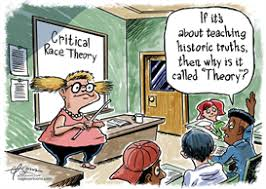 Critical
Race Theory
If it's
about teaching
historic truths,
then why is it
called "Theory"?